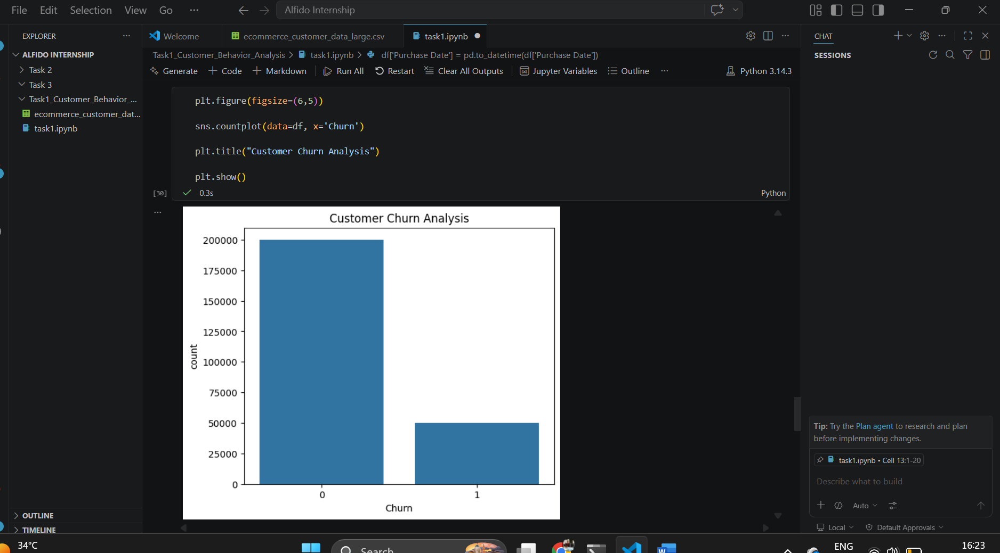 File Edit Selection View Go ···
Alfido Internship
EXPLORER
ALFIDO INTERNSHIP
Task 2
Task 3
Task1_Customer_Behavior_...
ecommerce_customer_dat...
task1.ipynb
OUTLINE
TIMELINE
Welcome
ecommerce_customer_data_large.csv
task1.ipynb
Task1_Customer_Behavior_Analysis > task1.ipynb > df['Purchase Date'] = pd.to_datetime(df['Purchase Date'])
Generate + Code + Markdown Run All Restart Clear All Outputs Jupyter Variables Outline ··· Python 3.14.3
plt.figure(figsize=(6,5))
sns.countplot(data=df, x='Churn')
plt.title("Customer Churn Analysis")
plt.show()
[30] 0.3s Python
Customer Churn Analysis
200000
175000
150000
125000
100000
75000
50000
25000
0
count
0 1
Churn
CHAT
SESSIONS
Tip: Try the Plan agent to research and plan
before implementing changes.
task1.ipynb • Cell 13:1-20
Describe what to build
Auto
Local Default Approvals
34°C
Search
W
ENG
16:23